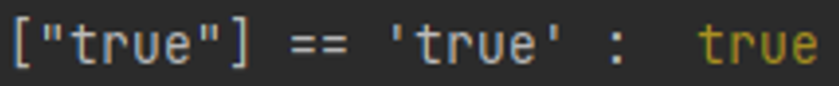 ["true"] == 'true' :  true